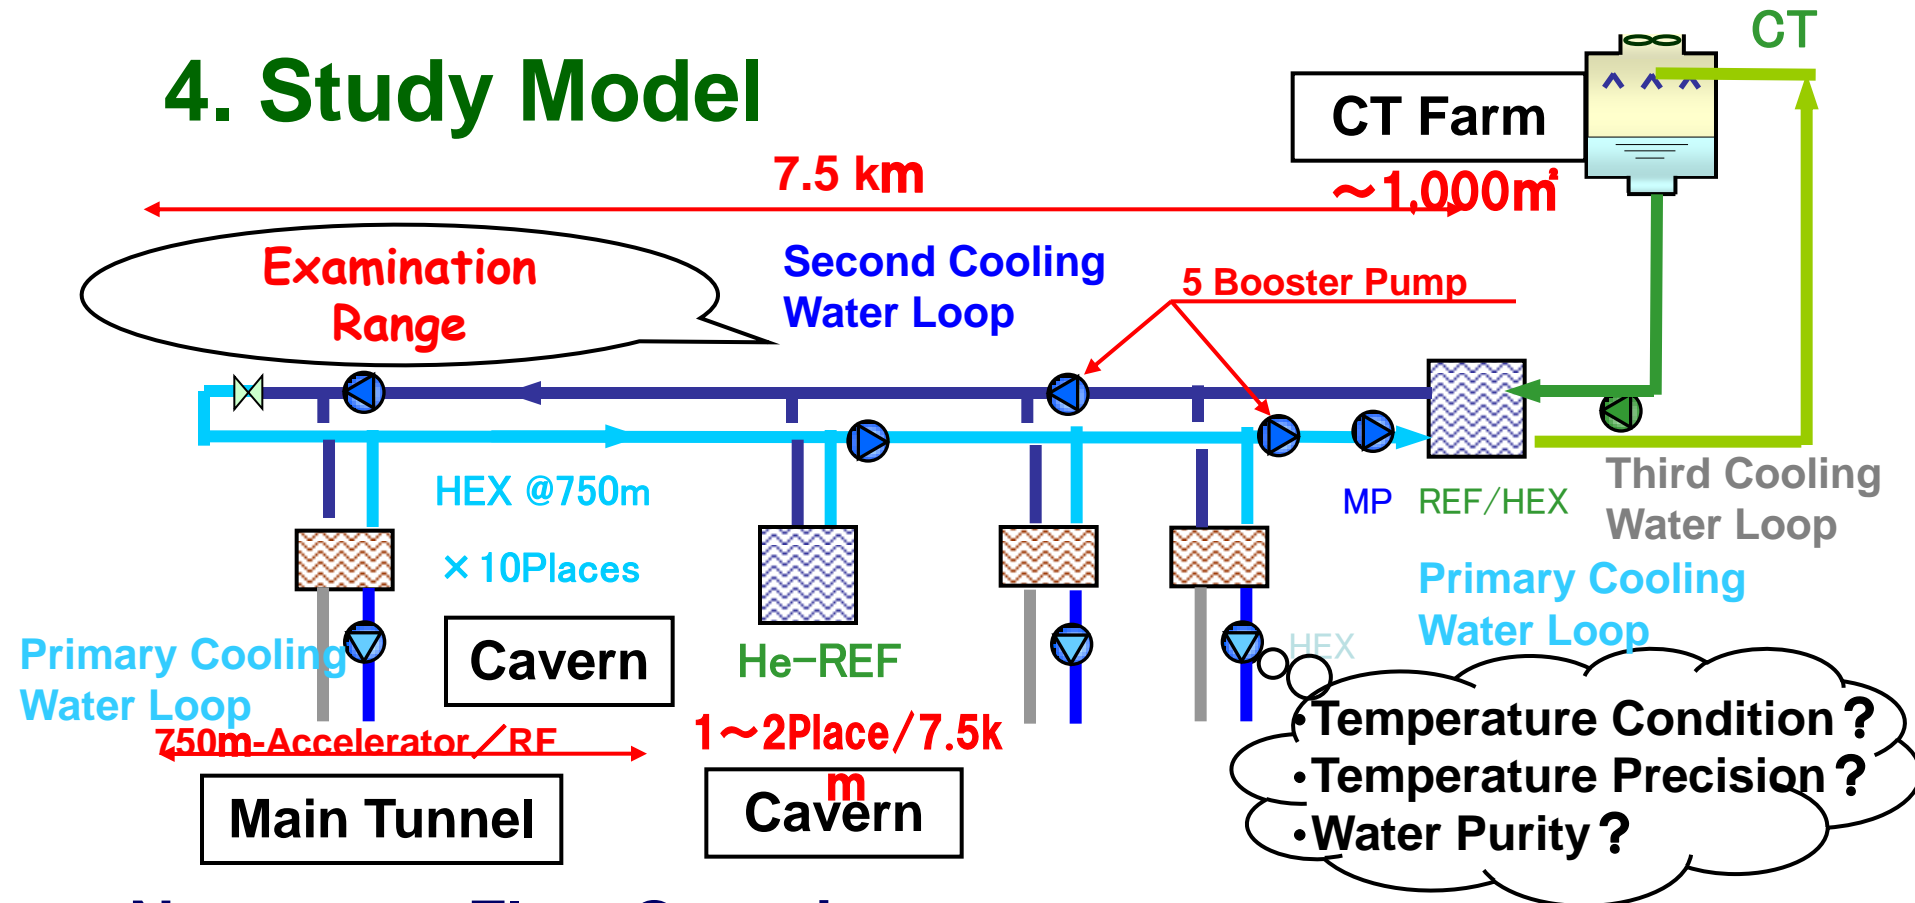 4. Study Model
CT
CT Farm
～1,000㎡
7.5 km
Examination
Range
Second Cooling
Water Loop
5 Booster Pump
HEX @750m
×10Places
MP
REF/HEX
Third Cooling
Water Loop
Primary Cooling
Water Loop
Primary Cooling
Water Loop
Cavern
He-REF
HEX
750m-Accelerator／RF
1～2Place/7.5k
m
Main Tunnel
Cavern
・Temperature Condition？
・Temperature Precision？
・Water Purity？